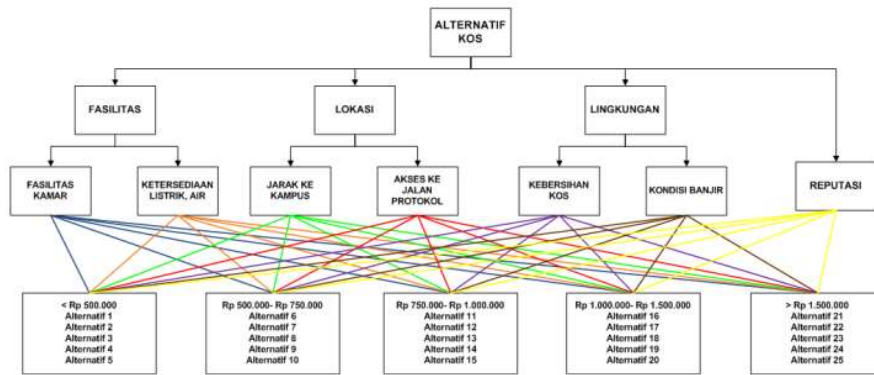 ALTERNATIF
KOS
FASILITAS
LOKASI
LINGKUNGAN
FASILITAS
KAMAR
KETERSEDIAAN
LISTRIK, AIR
JARAK KE
KAMPUS
AKSES KE
JALAN
PROTOKOL
KEBERSIHAN
KOS
KONDISI BANJIR
REPUTASI
< Rp 500.000
Alternatif 1
Alternatif 2
Alternatif 3
Alternatif 4
Alternatif 5
Rp 500.000- Rp 750.000
Alternatif 6
Alternatif 7
Alternatif 8
Alternatif 9
Alternatif 10
Rp 750.000- Rp 1.000.000
Alternatif 11
Alternatif 12
Alternatif 13
Alternatif 14
Alternatif 15
Rp 1.000.000- Rp 1.500.000
Alternatif 16
Alternatif 17
Alternatif 18
Alternatif 19
Alternatif 20
> Rp 1.500.000
Alternatif 21
Alternatif 22
Alternatif 23
Alternatif 24
Alternatif 25